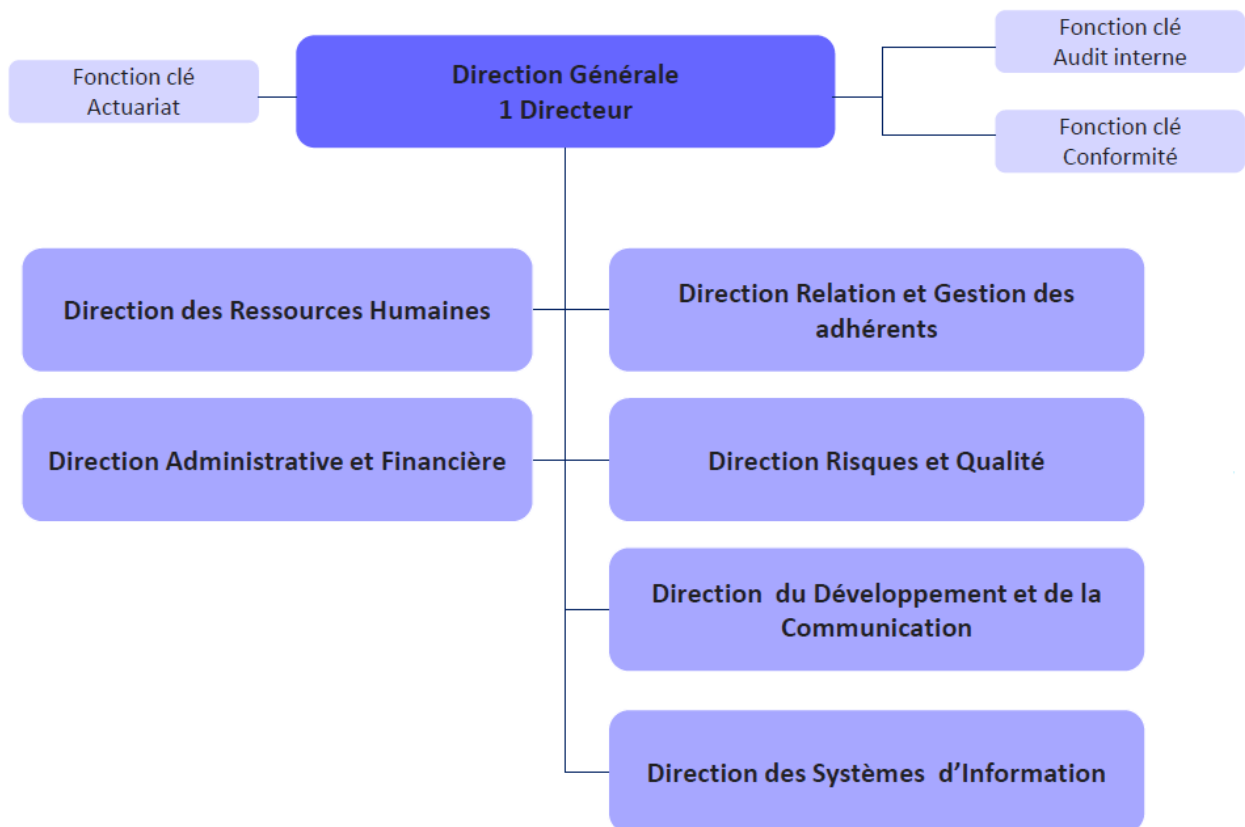 Fonction clé
Actuariat
Direction Générale
1 Directeur
Fonction clé
Audit interne
Fonction clé
Conformité
Direction des Ressources Humaines
Direction Relation et Gestion des
adhérents
Direction Administrative et Financière
Direction Risques et Qualité
Direction du Développement et de la
Communication
Direction des Systèmes d’Information